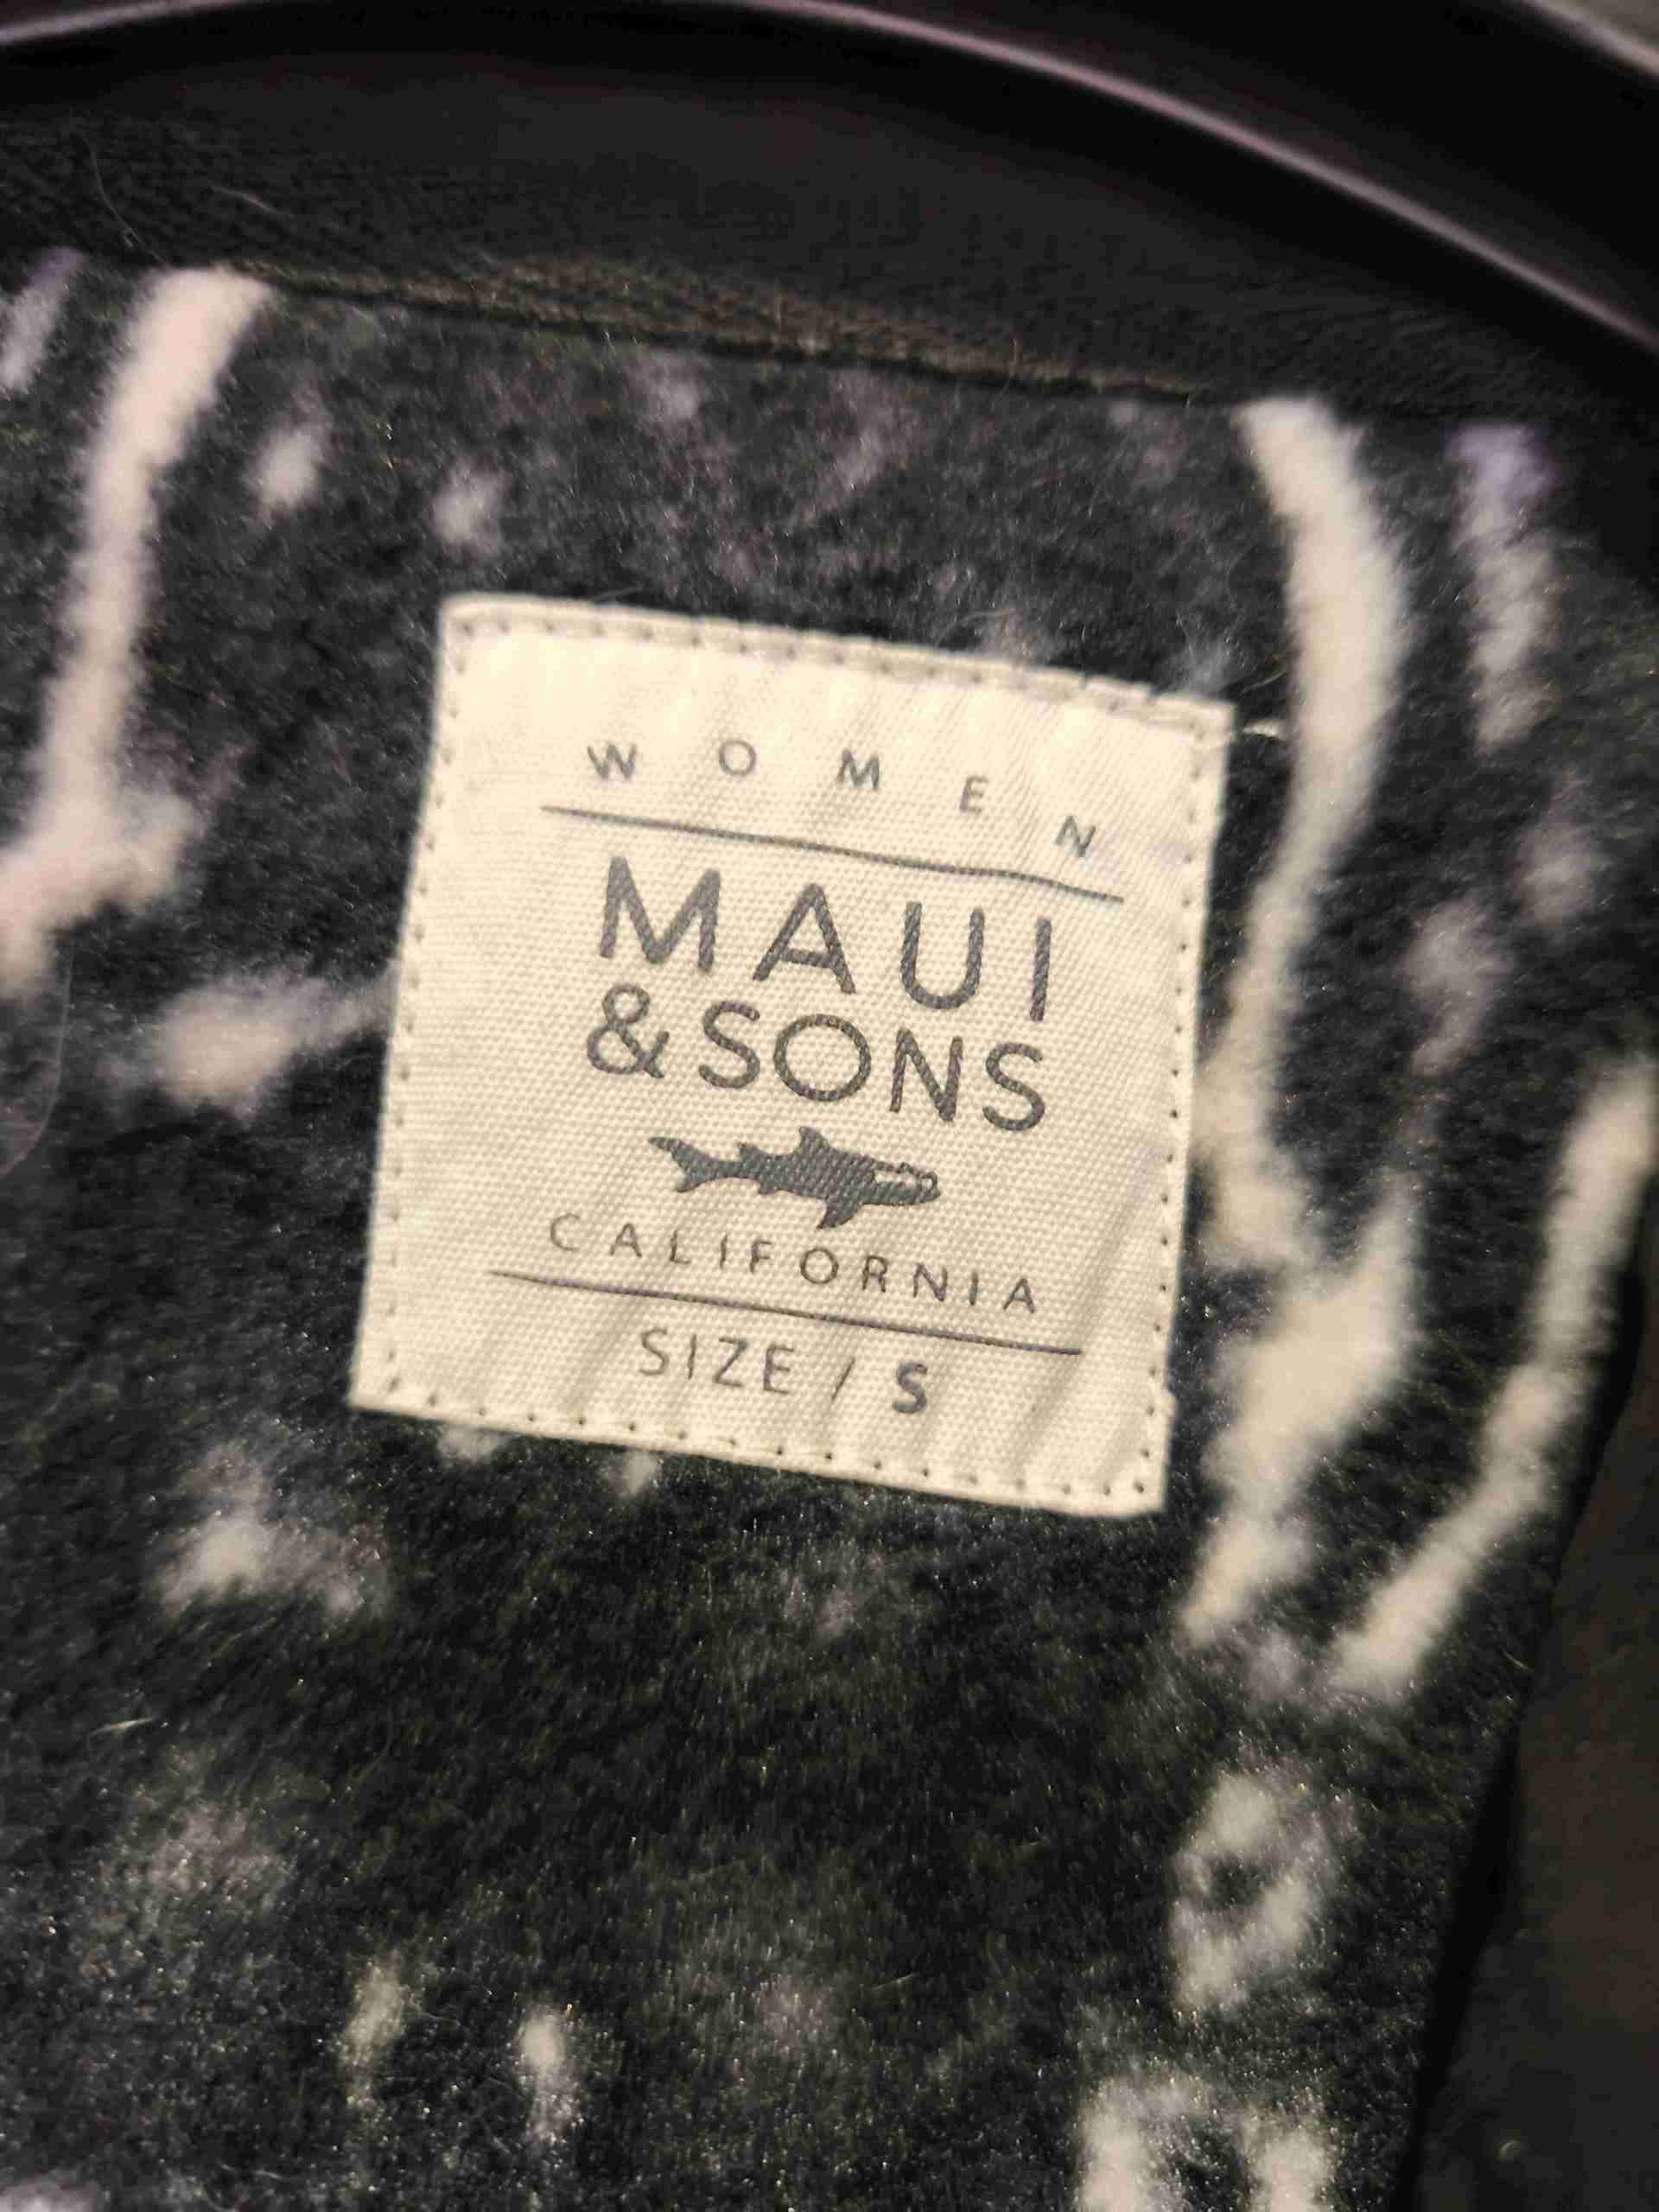 WOMEN
MAUI
&SONS
CALIFORNIA
SIZE / S